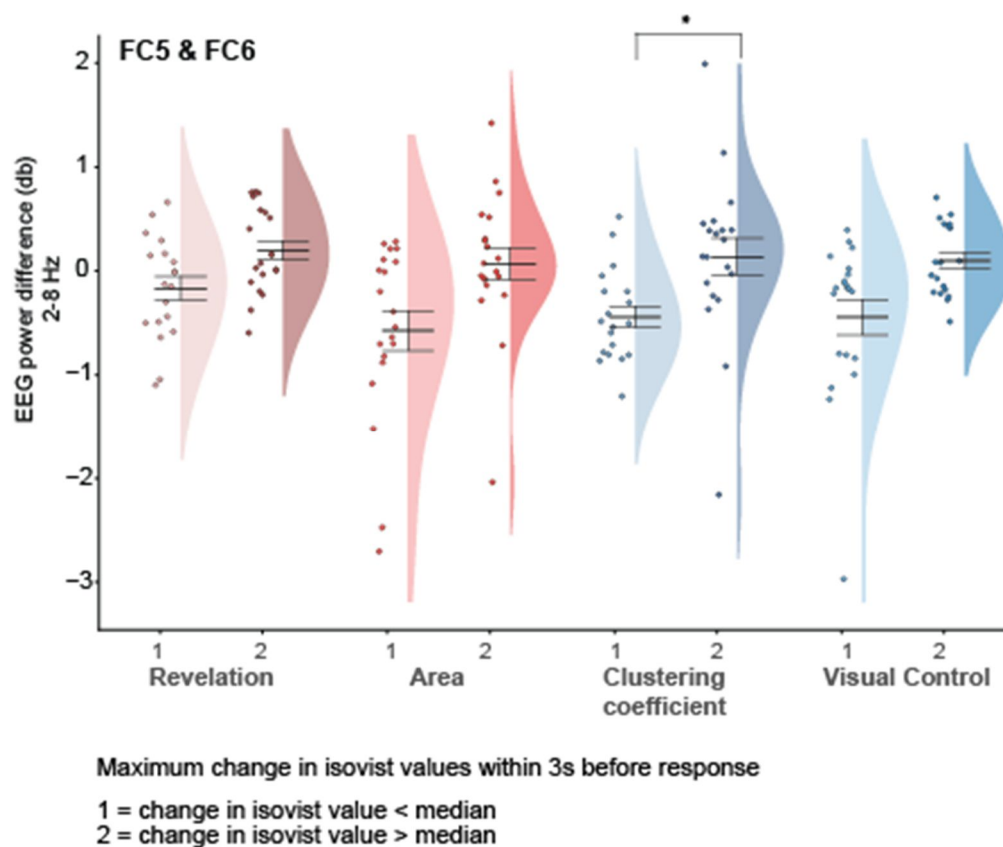 FC5 & FC6
*
EEG power difference (db)
2-8 Hz
2
1
0
−1
−2
−3
1 2 1 2 1 2 1 2
Revelation Area Clustering coefficient Visual Control
Maximum change in isovist values within 3s before response
1 = change in isovist value < median
2 = change in isovist value > median